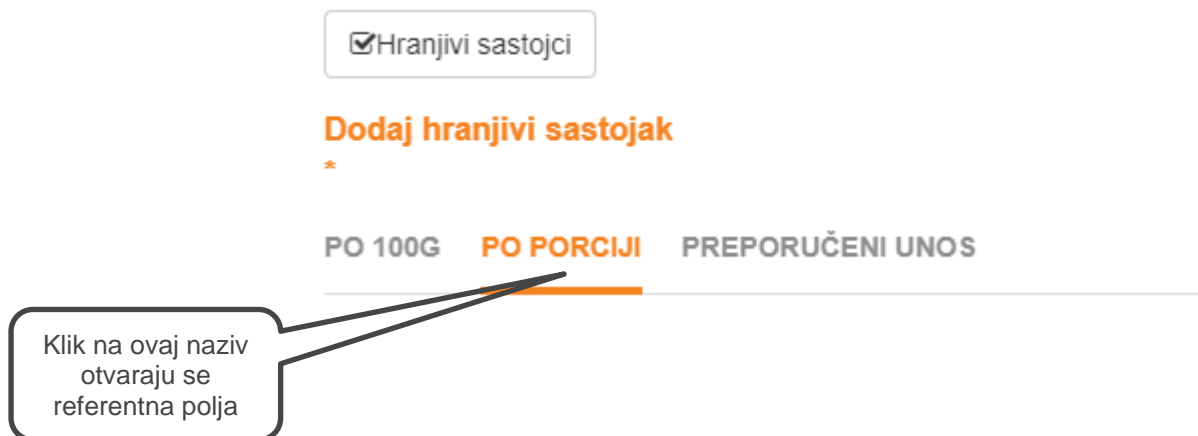 Hranjivi sastojci
Dodaj hranjivi sastojak
*
PO 100G PO PORCIJI PREPORUČENI UNOS
Klik na ovaj naziv
otvaraju se
referentna polja